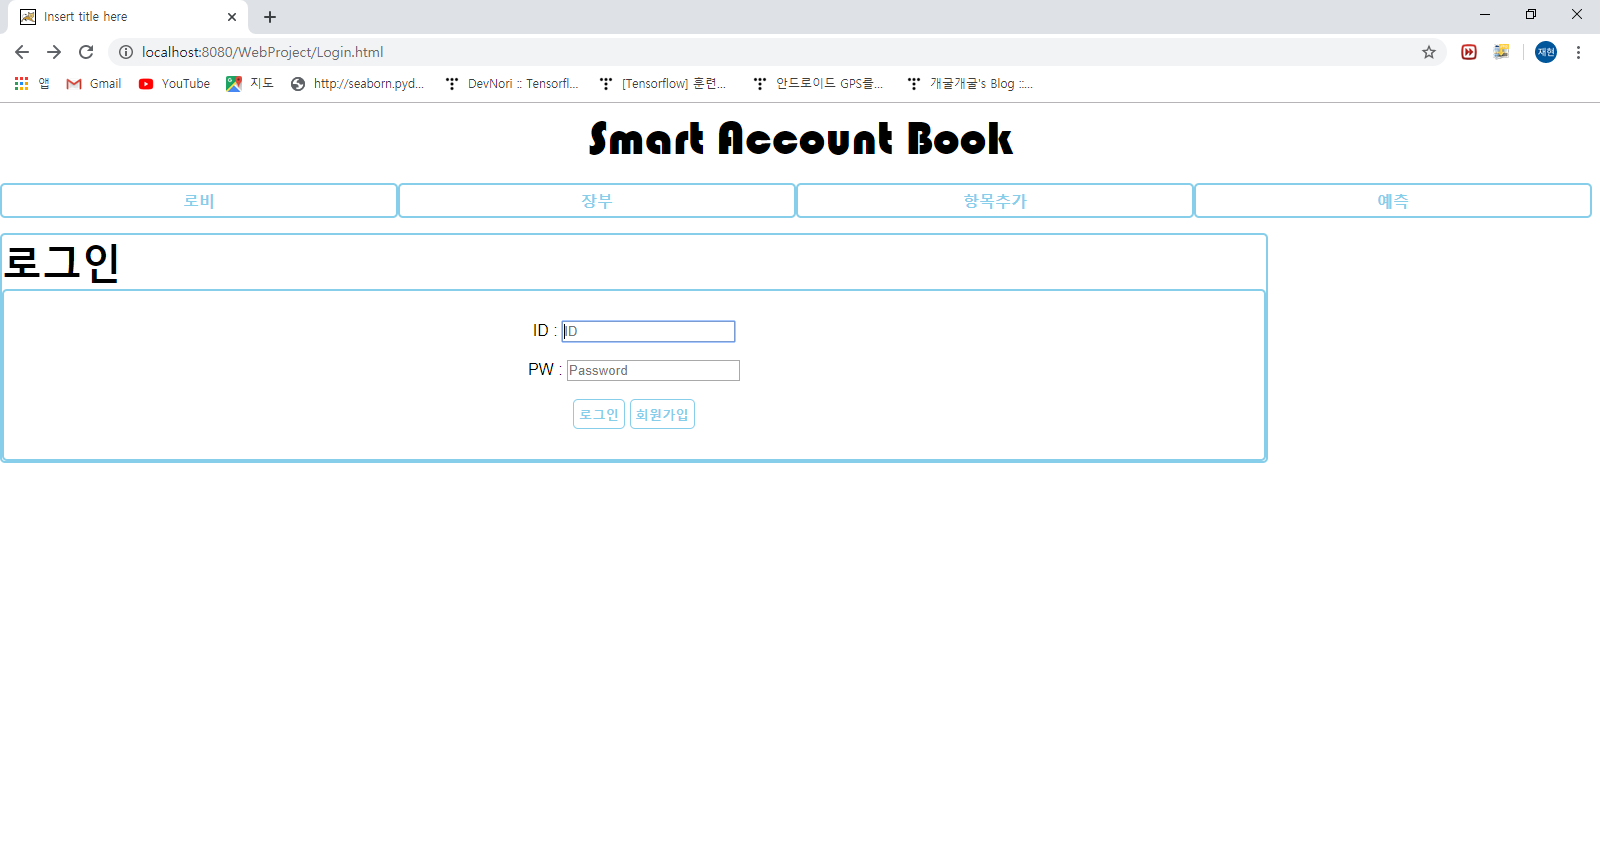 Insert title here
localhost:8080/WebProject/Login.html
재현
앱 Gmail YouTube 지도 http://seaborn.pyd... DevNori :: Tensorfl... [Tensorflow] 훈련... 안드로이드 GPS를... 개굴개굴's Blog ::...
Smart Account Book
로비 장부 항목추가 예측
로그인
ID : ID
PW : Password
로그인 회원가입